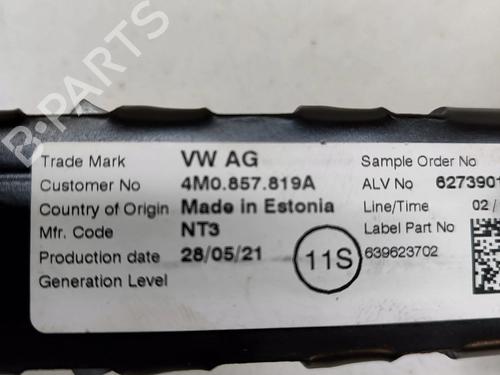 B-PARTS
Trade Mark VW AG Sample Order No
Customer No 4M0.857.819A ALV No 6273901
Country of Origin Made in Estonia Line/Time 02/
Mfr. Code NT3 Label Part No
Production date 28/05/21 11S 639623702
Generation Level